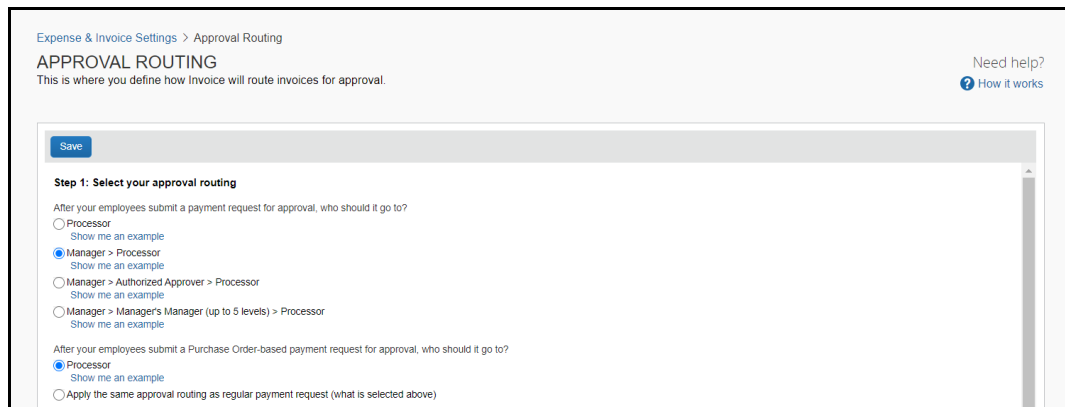 Expense & Invoice Settings > Approval Routing
APPROVAL ROUTING
This is where you define how Invoice will route invoices for approval.
Need help?
? How it works
Save
Step 1: Select your approval routing
After your employees submit a payment request for approval, who should it go to?
Processor
Show me an example
Manager > Processor
Show me an example
Manager > Authorized Approver > Processor
Show me an example
Manager > Manager's Manager (up to 5 levels) > Processor
Show me an example
After your employees submit a Purchase Order-based payment request for approval, who should it go to?
Processor
Show me an example
Apply the same approval routing as regular payment request (what is selected above)